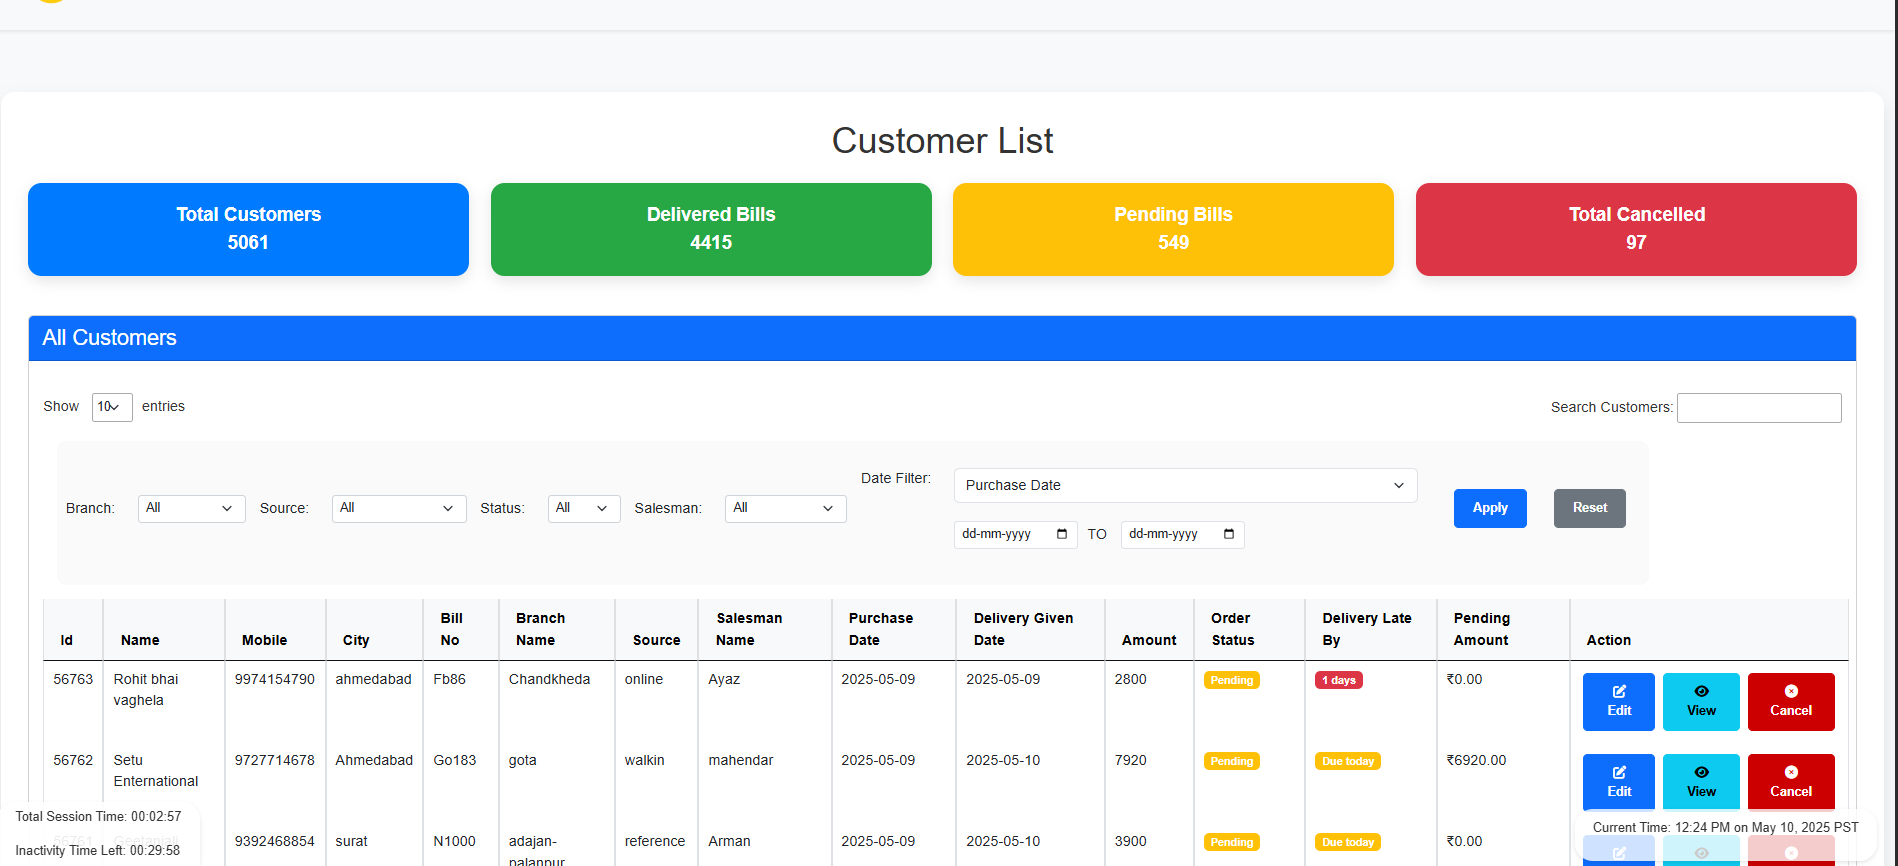 Customer List
Total Customers
5061
Delivered Bills
4415
Pending Bills
549
Total Cancelled
97
All Customers
Show 10 entries
Search Customers:
Branch: All Source: All Status: All Salesman: All
Date Filter: Purchase Date
dd-mm-yyyy TO dd-mm-yyyy
Apply Reset
Id Name Mobile City Bill No Branch Name Source Salesman Name Purchase Date Delivery Given Date Amount Order Status Delivery Late By Pending Amount Action
56763 Rohit bhai vaghela 9974154790 ahmedabad Fb86 Chandkheda online Ayaz 2025-05-09 2025-05-09 2800 Pending 1 days ₹0.00 Edit View Cancel
56762 Setu Enternational 9727714678 Ahmedabad Go183 gota walkin mahendar 2025-05-09 2025-05-10 7920 Pending Due today ₹6920.00 Edit View Cancel
9392468854 surat N1000 adajan-palanpur reference Arman 2025-05-09 2025-05-10 3900 Pending Due today ₹0.00
Total Session Time: 00:02:57
Inactivity Time Left: 00:29:58
Current Time: 12:24 PM on May 10, 2025 PST